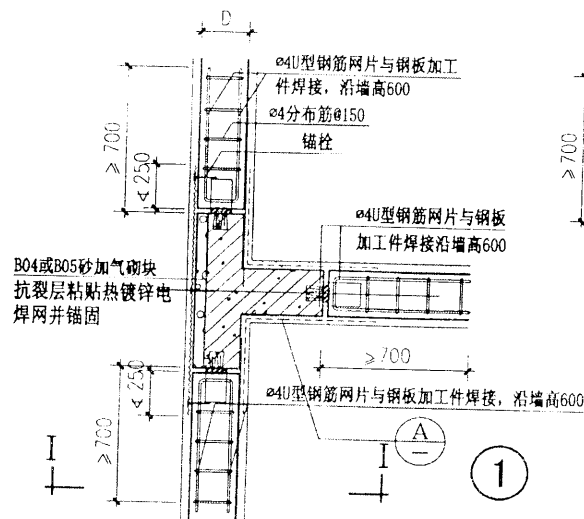 D
ø4U型钢筋网片与钢板加工
件焊接，沿墙高600
ø4分布筋@150
锚栓
≥700
∢250
≥700
ø4U型钢筋网片与钢板
加工件焊接沿墙高600
B04或B05砂加气砌块
抗裂层粘贴热镀锌电
焊网并锚固
≥700
∢250
≥700
ø4U型钢筋网片与钢板加工件焊接，沿墙高600
A
I
I
1